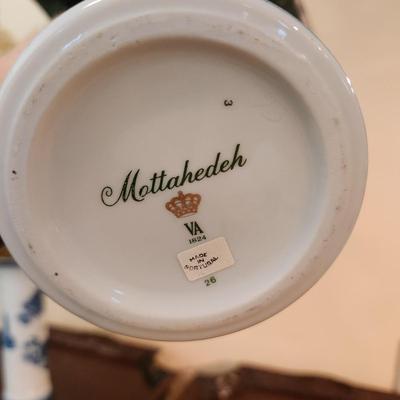 3
Mottahedeh
VA
1824
MADE
IN
PORTUGAL
26